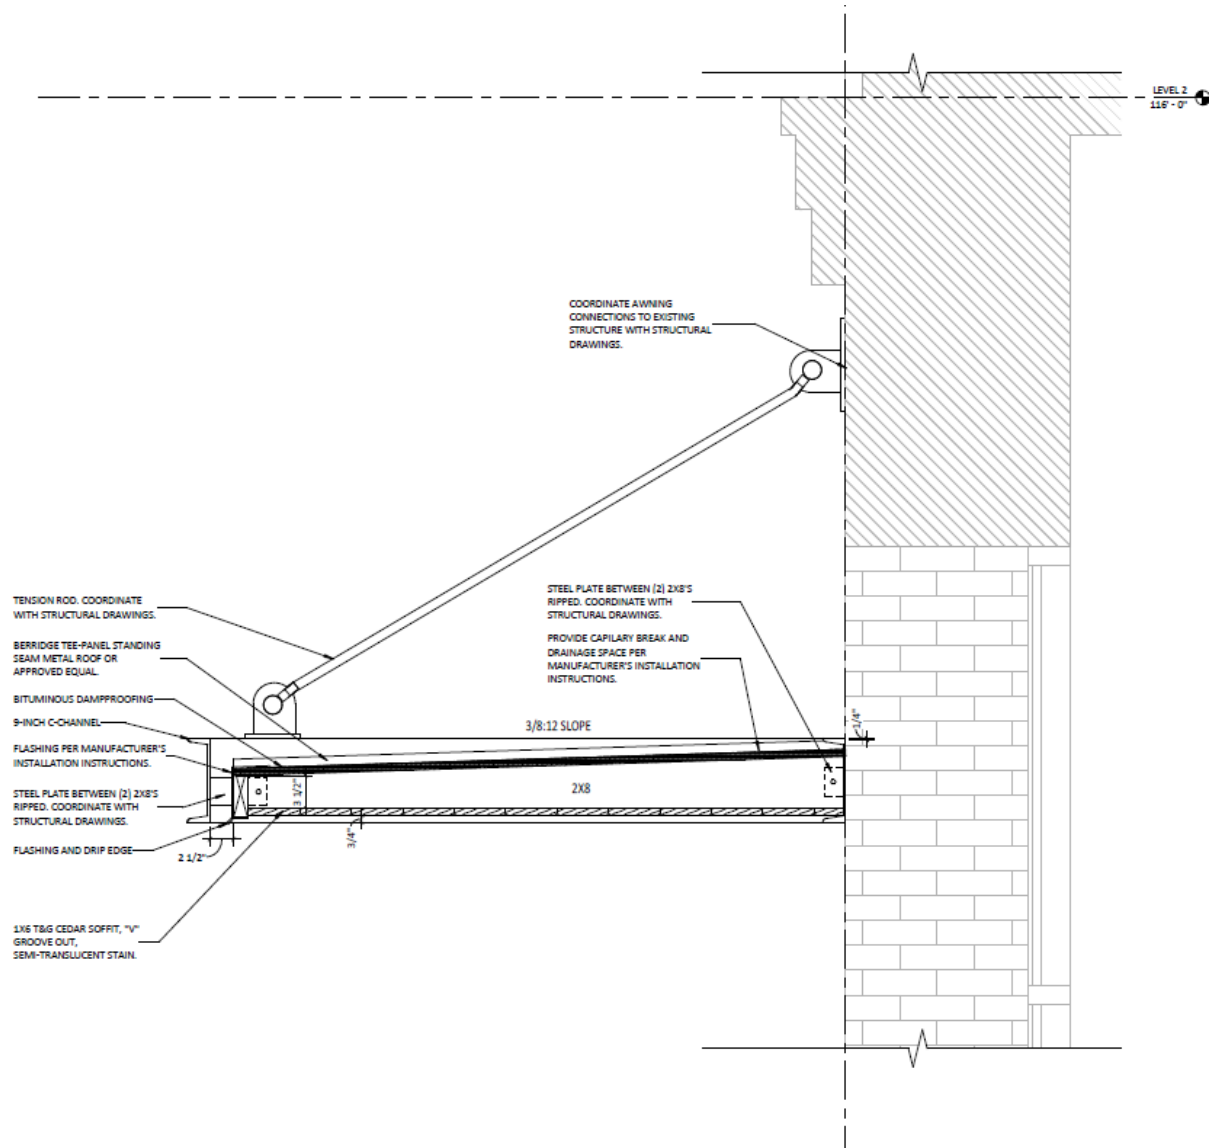 LEVEL 2
116' - 0"
COORDINATE AWNING
CONNECTIONS TO EXISTING
STRUCTURE WITH STRUCTURAL
DRAWINGS.
TENSION ROD. COORDINATE
WITH STRUCTURAL DRAWINGS.
BERRIDGE TEE-PANEL STANDING
SEAM METAL ROOF OR
APPROVED EQUAL.
BITUMINOUS DAMPPROOFING
9-INCH C-CHANNEL
FLASHING PER MANUFACTURER'S
INSTALLATION INSTRUCTIONS.
STEEL PLATE BETWEEN (2) 2X8'S
RIPPED. COORDINATE WITH
STRUCTURAL DRAWINGS.
FLASHING AND DRIP EDGE
1X6 T&G CEDAR SOFFIT, "V"
GROOVE OUT,
SEMI-TRANSLUCENT STAIN.
STEEL PLATE BETWEEN (2) 2X8'S
RIPPED. COORDINATE WITH
STRUCTURAL DRAWINGS.
PROVIDE CAPILARY BREAK AND
DRAINAGE SPACE PER
MANUFACTURER'S INSTALLATION
INSTRUCTIONS.
3/8:12 SLOPE
1/4"
2X8
3 1/2"
3/4"
2 1/2"